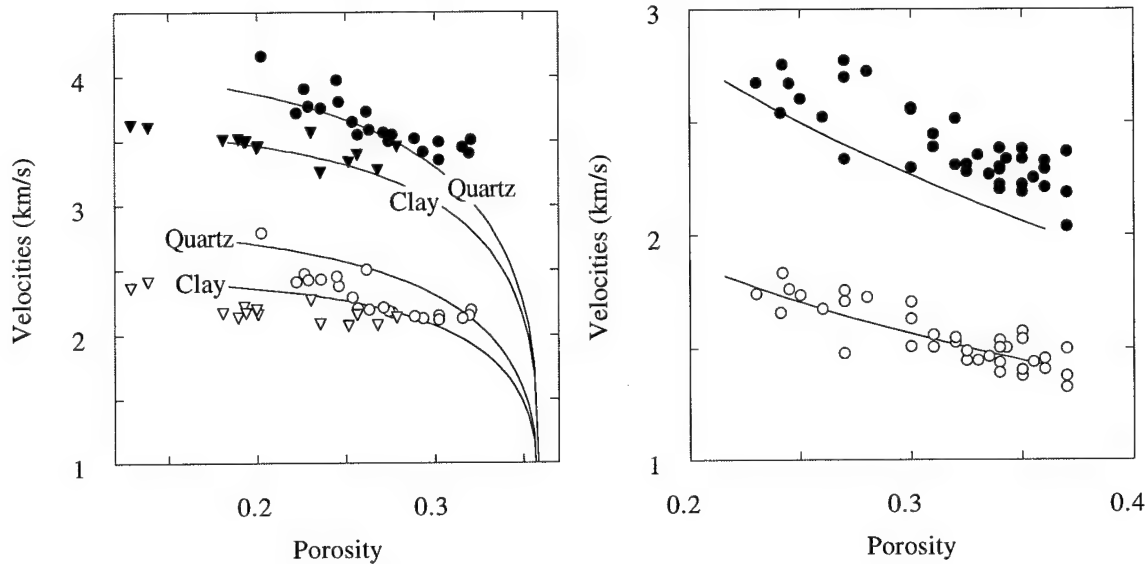 4
3
2
1
Velocities (km/s)
Quartz
Clay
Quartz
Clay
0.2
0.3
Porosity
3
2
1
Velocities (km/s)
0.2
0.3
0.4
Porosity